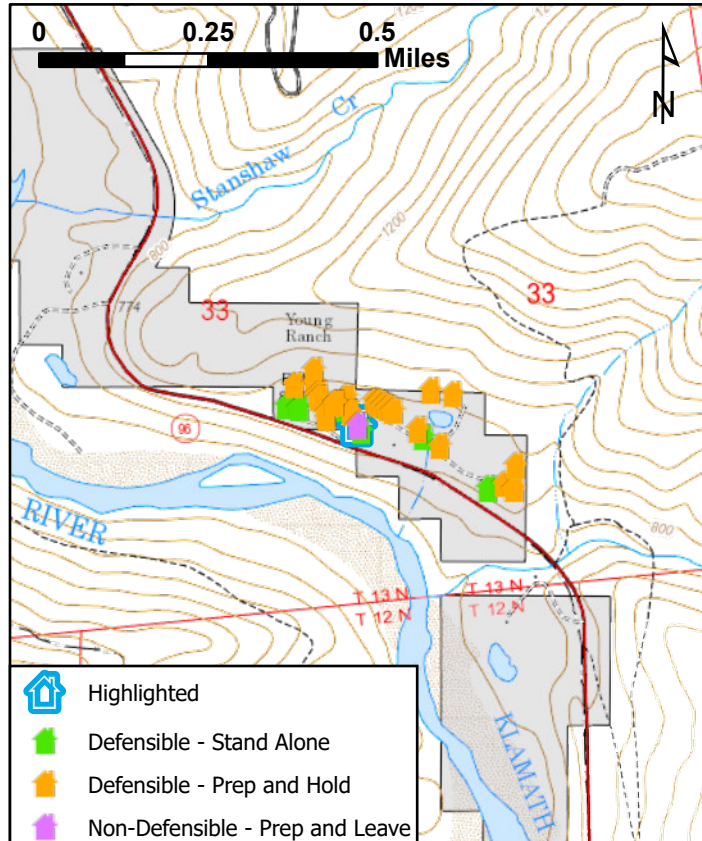 0 0.25 0.5
Miles
N
Stanshaw Cr
1200
1200
800
33
33
774
Young
Ranch
96
RIVER
800
T 13 N T 13 N
T 12 N T 12 N
KLAMATH
Highlighted
Defensible - Stand Alone
Defensible - Prep and Hold
Non-Defensible - Prep and Leave